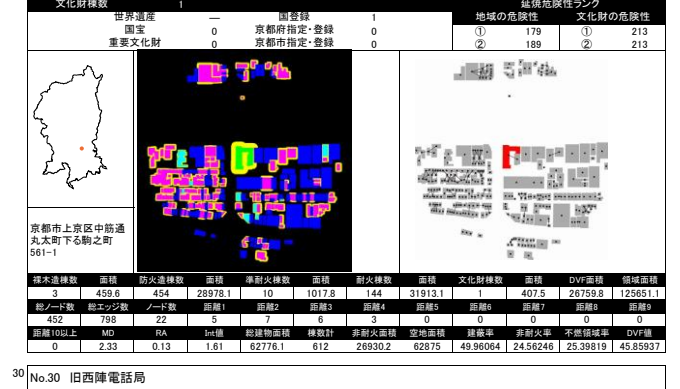 文化財棟数 1 延焼危険性ランク
世界遺産 — 国登録 1 地域の危険性 文化財の危険性
国宝 0 京都府指定・登録 0 ① 179 ① 213
重要文化財 0 京都市指定・登録 0 ② 189 ② 213
京都市上京区中筋通
丸太町下る駒之町
561-1
裸木造棟数 面積 防火造棟数 面積 準耐火棟数 面積 耐火棟数 面積 文化財棟数 面積 DVF面積 領域面積
3 459.6 454 28978.1 10 1017.8 144 31913.1 1 407.5 26759.8 125651.1
総ノード数 総エッジ数 ノード数 距離1 距離2 距離3 距離4 距離5 距離6 距離7 距離8 距離9
452 798 22 5 7 6 3 0 0 0 0 0
距離10以上 MD RA Int値 総建物面積 棟数計 非耐火面積 空地面積 建蔽率 非耐火率 不燃領域率 DVF値
0 2.33 0.13 1.61 62776.1 612 26930.2 62875 49.96064 24.56246 25.39819 45.85937
30 No.30 旧西陣電話局